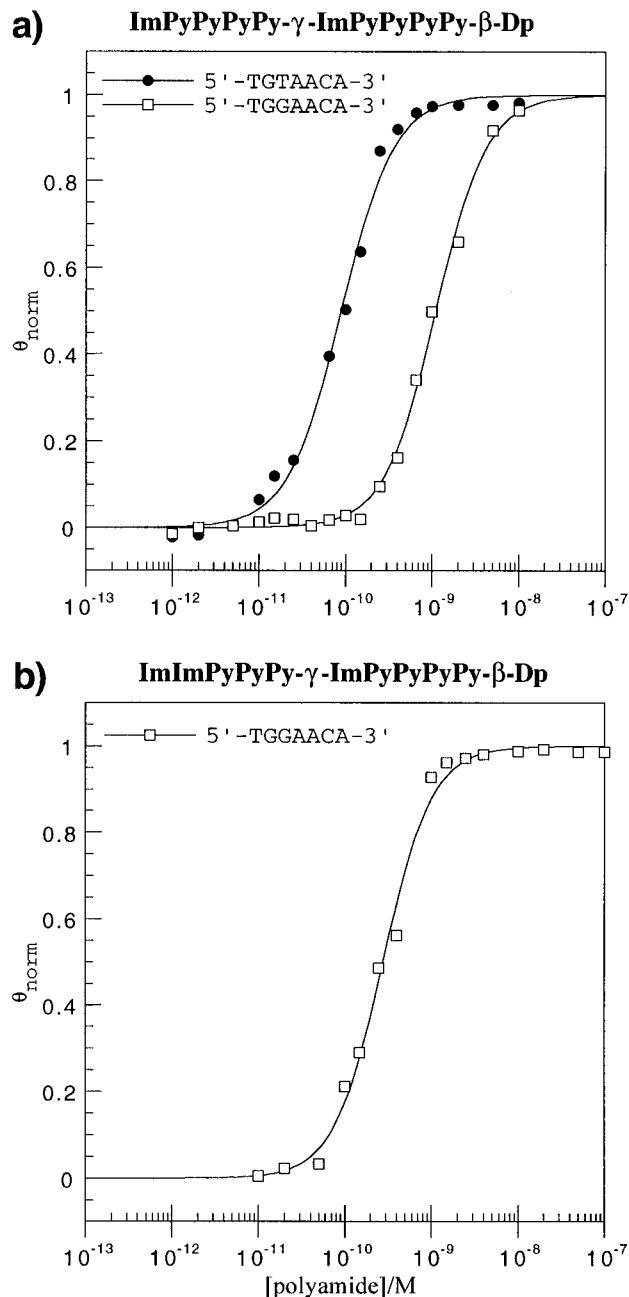 a) ImPyPyPyPy-γ-ImPyPyPyPy-β-Dp
5'-TGTAACA-3'
5'-TGGAACA-3'
1
0.8
0.6
0.4
0.2
0
θnorm
10⁻¹³ 10⁻¹² 10⁻¹¹ 10⁻¹⁰ 10⁻⁹ 10⁻⁸ 10⁻⁷
b) ImImPyPyPy-γ-ImPyPyPyPy-β-Dp
5'-TGGAACA-3'
1
0.8
0.6
0.4
0.2
0
θnorm
10⁻¹³ 10⁻¹² 10⁻¹¹ 10⁻¹⁰ 10⁻⁹ 10⁻⁸ 10⁻⁷
[polyamide]/M